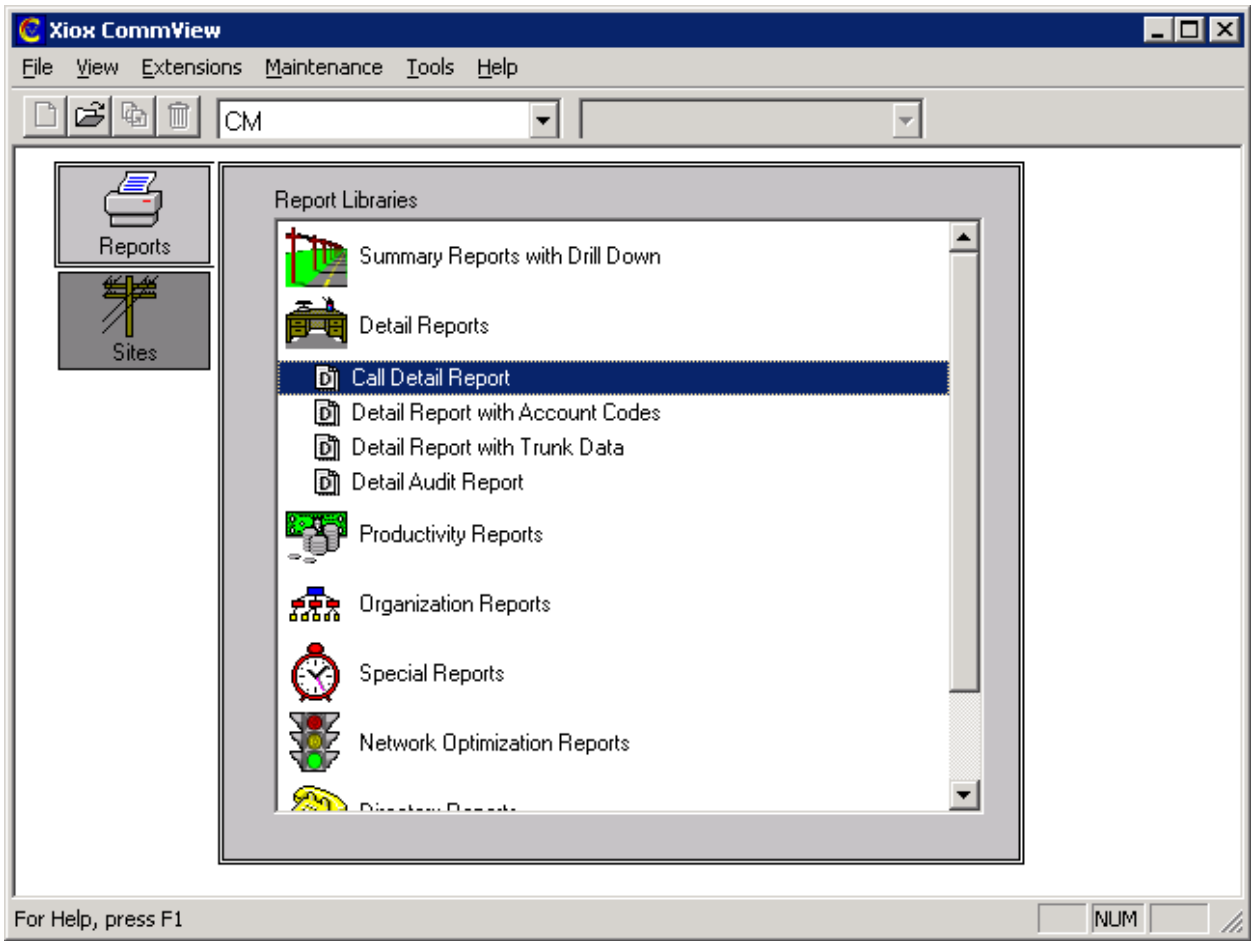 Xiox CommView
File View Extensions Maintenance Tools Help
CM
Reports
Sites
Report Libraries
Summary Reports with Drill Down
Detail Reports
Call Detail Report
Detail Report with Account Codes
Detail Report with Trunk Data
Detail Audit Report
Productivity Reports
Organization Reports
Special Reports
Network Optimization Reports
Directory Reports
For Help, press F1
NUM